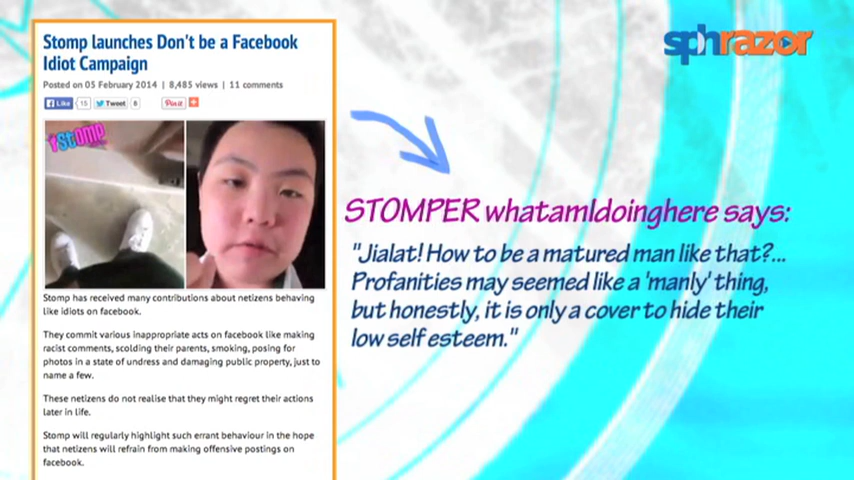 Stomp launches Don't be a Facebook
Idiot Campaign
Posted on 05 February 2014 | 8,485 views | 11 comments
Like 15 Tweet 8 Pinit
Stomp
Stomp has received many contributions about netizens behaving
like idiots on facebook.
They commit various inappropriate acts on facebook like making
racist comments, scolding their parents, smoking, posing for
photos in a state of undress and damaging public property, just to
name a few.
These netizens do not realise that they might regret their actions
later in life.
Stomp will regularly highlight such errant behaviour in the hope
that netizens will refrain from making offensive postings on
facebook.
sphrazor
STOMPER whatamIdoinghere says:
"Jialat! How to be a matured man like that?...
Profanities may seemed like a 'manly' thing,
but honestly, it is only a cover to hide their
low self esteem."